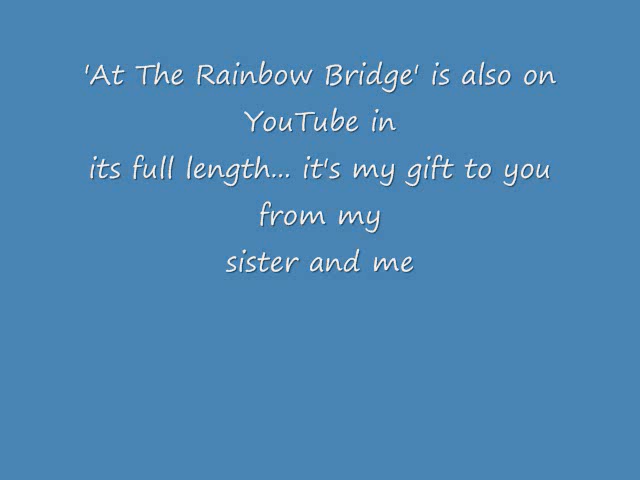 'At The Rainbow Bridge' is also on
YouTube in
its full length... it's my gift to you
from my
sister and me